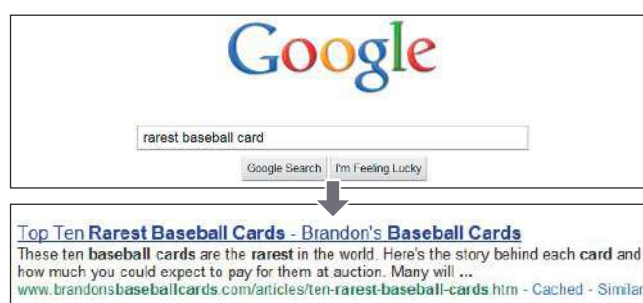 Google
rarest baseball card
Google Search I'm Feeling Lucky
Top Ten Rarest Baseball Cards - Brandon's Baseball Cards
These ten baseball cards are the rarest in the world. Here's the story behind each card and
how much you could expect to pay for them at auction. Many will ...
www.brandonsbaseballcards.com/articles/ten-rarest-baseball-cards.htm - Cached - Similar